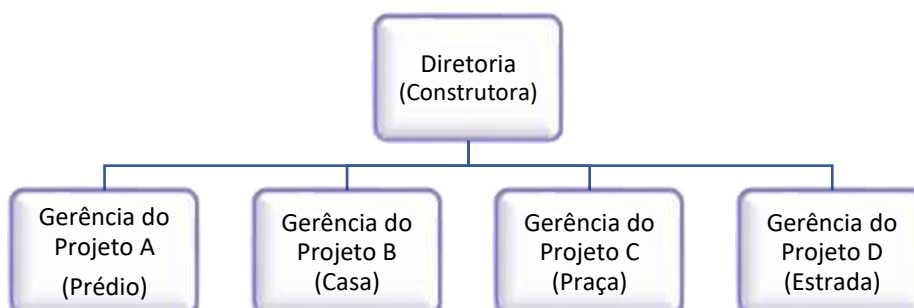 Diretoria
(Construtora)
Gerência do
Projeto A
(Prédio)
Gerência do
Projeto B
(Casa)
Gerência do
Projeto C
(Praça)
Gerência do
Projeto D
(Estrada)